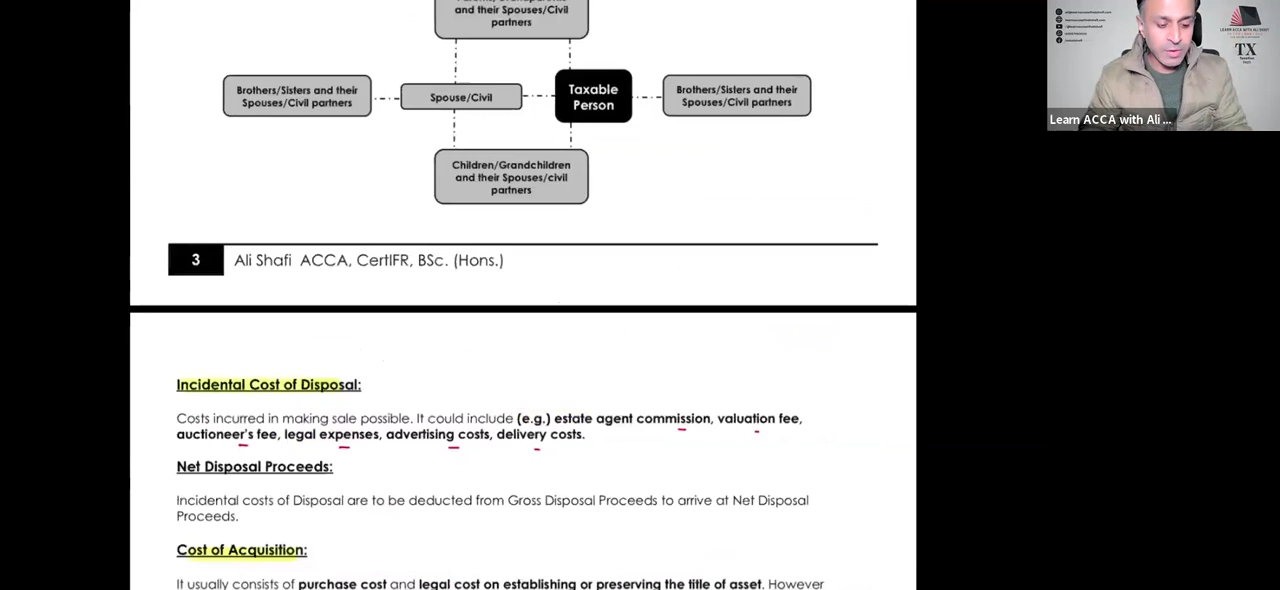 and their Spouses/Civil
partners
Brothers/Sisters and their
Spouses/Civil partners
Spouse/Civil
Taxable
Person
Brothers/Sisters and their
Spouses/Civil partners
Children/Grandchildren
and their Spouses/civil
partners
3 Ali Shafi ACCA, CertIFR, BSc. (Hons.)
Incidental Cost of Disposal:
Costs incurred in making sale possible. It could include (e.g.) estate agent commission, valuation fee,
auctioneer's fee, legal expenses, advertising costs, delivery costs.
Net Disposal Proceeds:
Incidental costs of Disposal are to be deducted from Gross Disposal Proceeds to arrive at Net Disposal
Proceeds.
Cost of Acquisition:
It usually consists of purchase cost and legal cost on establishing or preserving the title of asset. However
LEARN ACCA WITH ALI SHAFI
TX
Learn ACCA with Ali ...